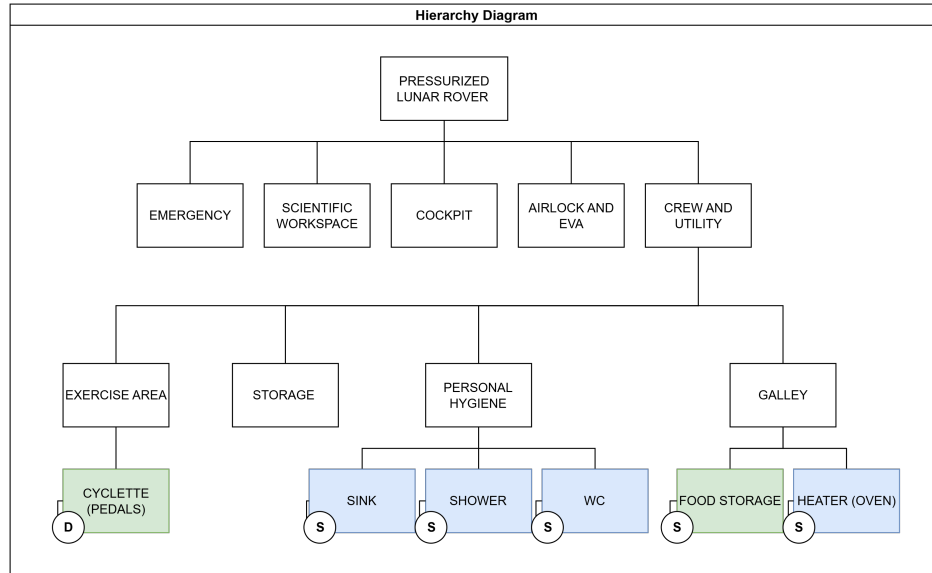 Hierarchy Diagram
PRESSURIZED
LUNAR ROVER
EMERGENCY
SCIENTIFIC
WORKSPACE
COCKPIT
AIRLOCK AND
EVA
CREW AND
UTILITY
EXERCISE AREA
STORAGE
PERSONAL
HYGIENE
GALLEY
CYCLETTE
(PEDALS)
D
SINK
S
SHOWER
S
WC
S
FOOD STORAGE
S
HEATER (OVEN)
S